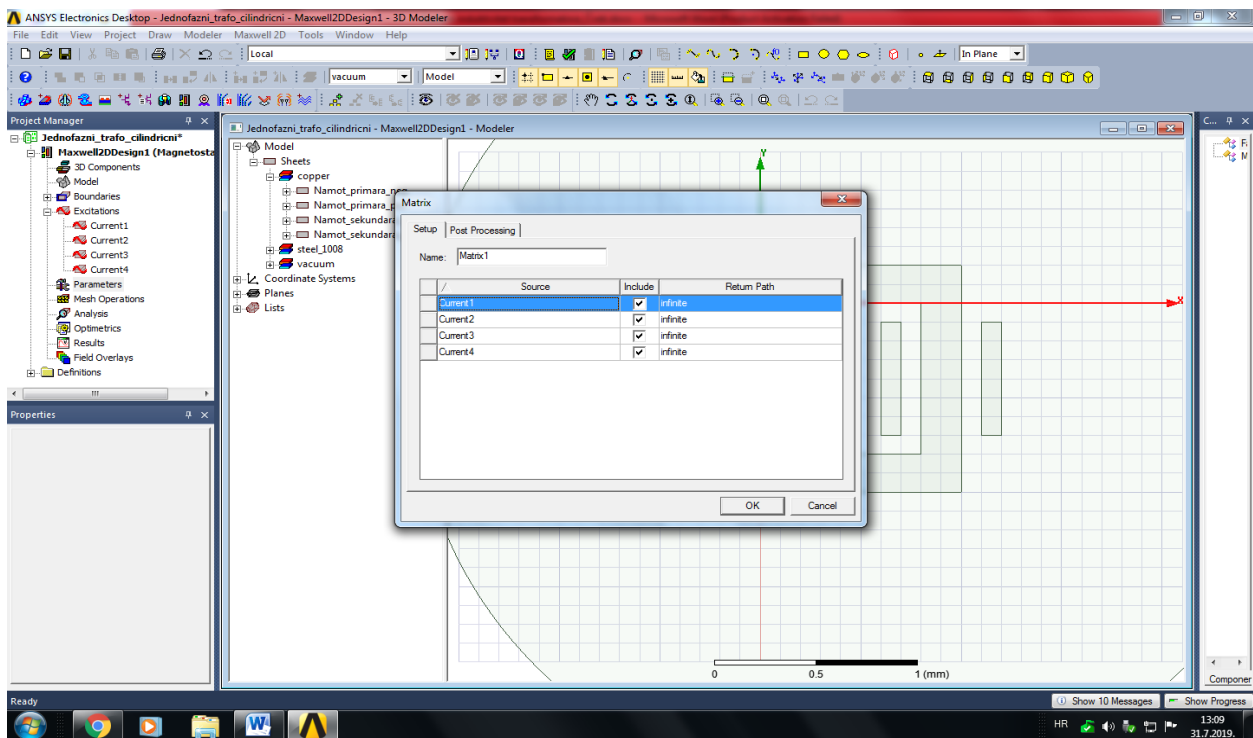 ANSYS Electronics Desktop - Jednofazni_trafo_cilindricni - Maxwell2DDesign1 - 3D Modeler
File Edit View Project Draw Modeler Maxwell 2D Tools Window Help
Local
In Plane
vacuum
Model
Project Manager
Jednofazni_trafo_cilindricni*
Maxwell2DDesign1 (Magnetosta
3D Components
Model
Boundaries
Excitations
Current1
Current2
Current3
Current4
Parameters
Mesh Operations
Analysis
Optimetrics
Results
Field Overlays
Definitions
Properties
Jednofazni_trafo_cilindricni - Maxwell2DDesign1 - Modeler
Model
Sheets
copper
Namot_primara_neg
Namot_primara_p
Namot_sekundara
Namot_sekundara
steel_1008
vacuum
Coordinate Systems
Planes
Lists
Y
X
Matrix
Setup
Post Processing
Name: Matrix1
/ Source Include Return Path
Current1 infinite
Current2 infinite
Current3 infinite
Current4 infinite
OK Cancel
0 0.5 1 (mm)
C...
F
M
Componer
Ready
Show 10 Messages
Show Progress
HR
13:09
31.7.2019.